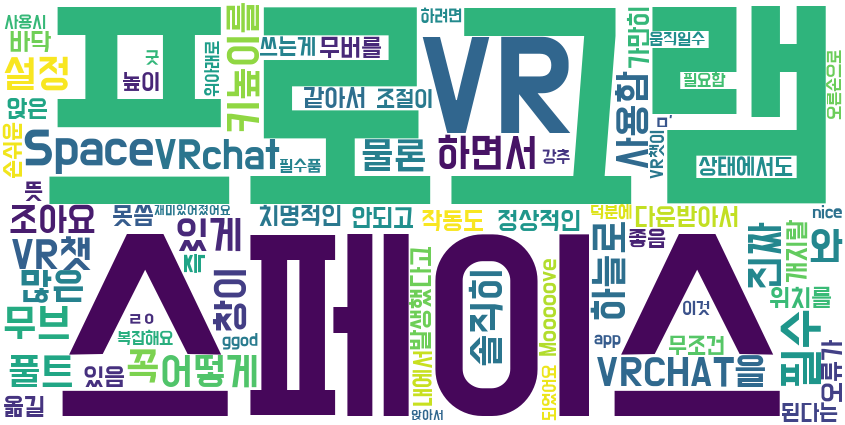 프로그램
스페이스
VR
사용시
바닥
설정
앉은
손쉬운
굿
높이
위아래로
키높이를
쓰는게
무버를
하려면
같아서
조절이
가만히
움직일수
필요함
오른손으로
사용함
VR챗이
상태에서도
SpaceVRchat
필수품
물론
하면서
강추
뜻
조아요
못씀
재미있어졌어요
치명적인
안되고
작동도
정상적인
덕분에
다운받아서
nice
VR챗
있게
좋음
진짜
개지랄
와
많은
창이
하늘로
위치를
무브
ㄹㅇ
복잡해요
ggod
내에서
발생했다고
솔직히
Mooooove
되었어요
이것
app
무조건
필수
오류가
풀트
있음
꼭
어떻게
VRCHAT을
옮길
앉아서
된다는